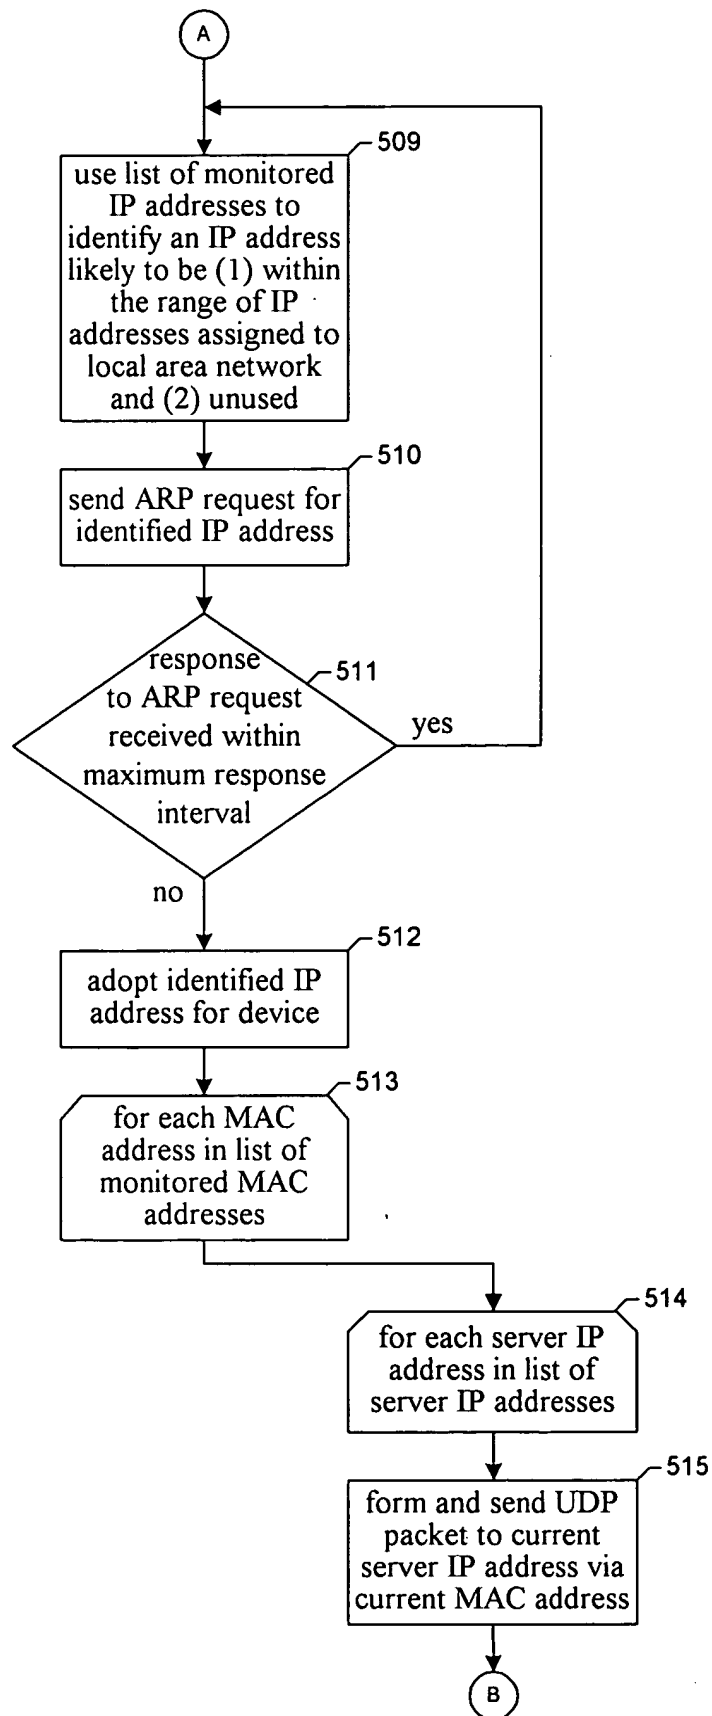 A
509
use list of monitored
IP addresses to
identify an IP address
likely to be (1) within
the range of IP
addresses assigned to
local area network
and (2) unused
510
send ARP request for
identified IP address
511
response
to ARP request
received within
maximum response
interval
yes
no
512
adopt identified IP
address for device
513
for each MAC
address in list of
monitored MAC
addresses
514
for each server IP
address in list of
server IP addresses
515
form and send UDP
packet to current
server IP address via
current MAC address
B